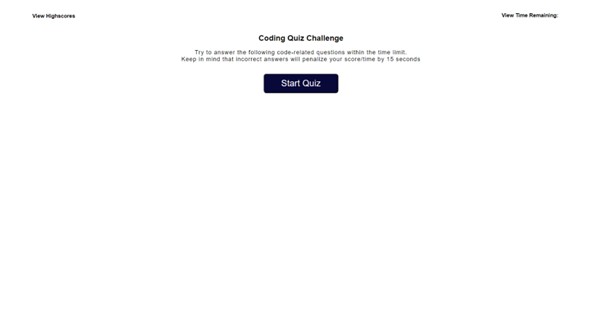 View Highscores
View Time Remaining:
Coding Quiz Challenge
Try to answer the following code-related questions within the time limit.
Keep in mind that incorrect answers will penalize your score/time by 15 seconds
Start Quiz